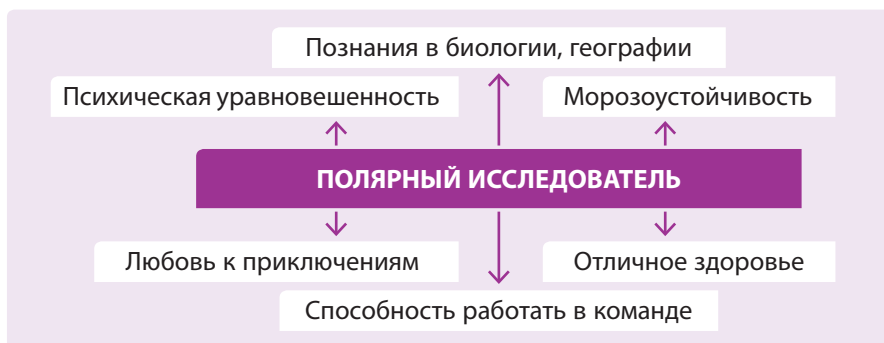 Познания в биологии, географии
Психическая уравновешенность
Морозоустойчивость
ПОЛЯРНЫЙ ИССЛЕДОВАТЕЛЬ
Любовь к приключениям
Отличное здоровье
Способность работать в команде